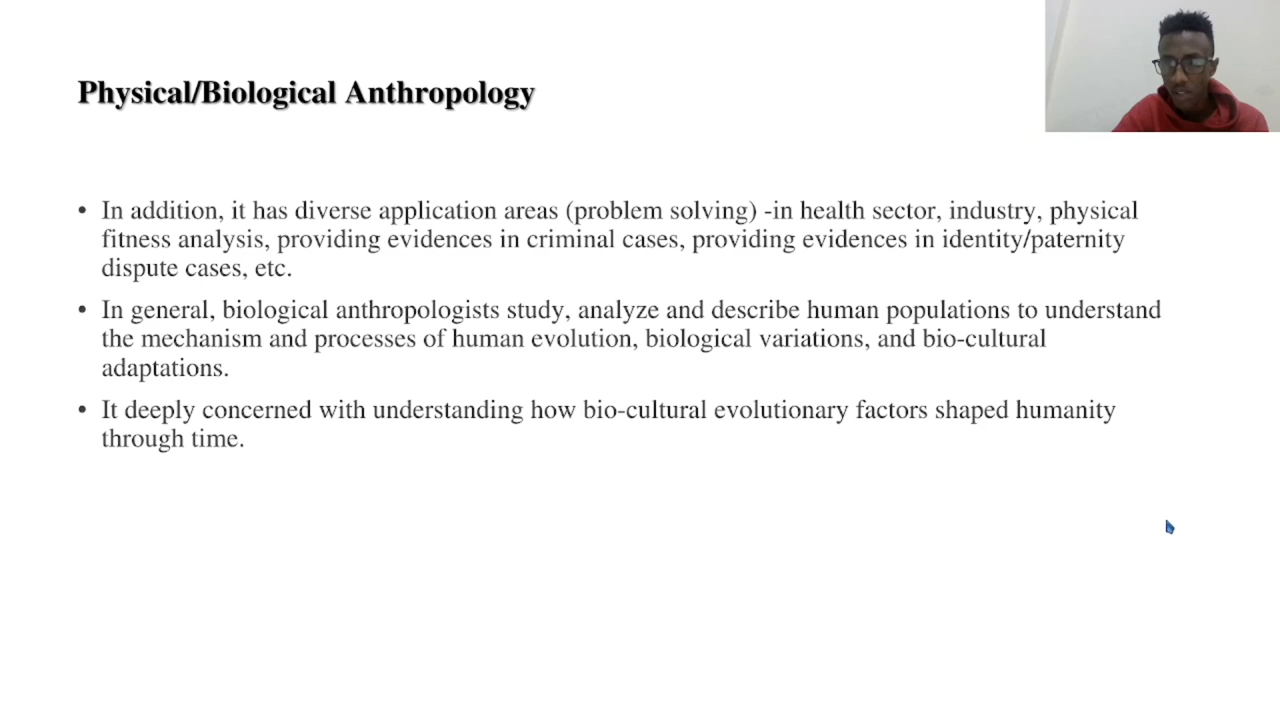 Physical/Biological Anthropology
• In addition, it has diverse application areas (problem solving) -in health sector, industry, physical
fitness analysis, providing evidences in criminal cases, providing evidences in identity/paternity
dispute cases, etc.
• In general, biological anthropologists study, analyze and describe human populations to understand
the mechanism and processes of human evolution, biological variations, and bio-cultural
adaptations.
• It deeply concerned with understanding how bio-cultural evolutionary factors shaped humanity
through time.